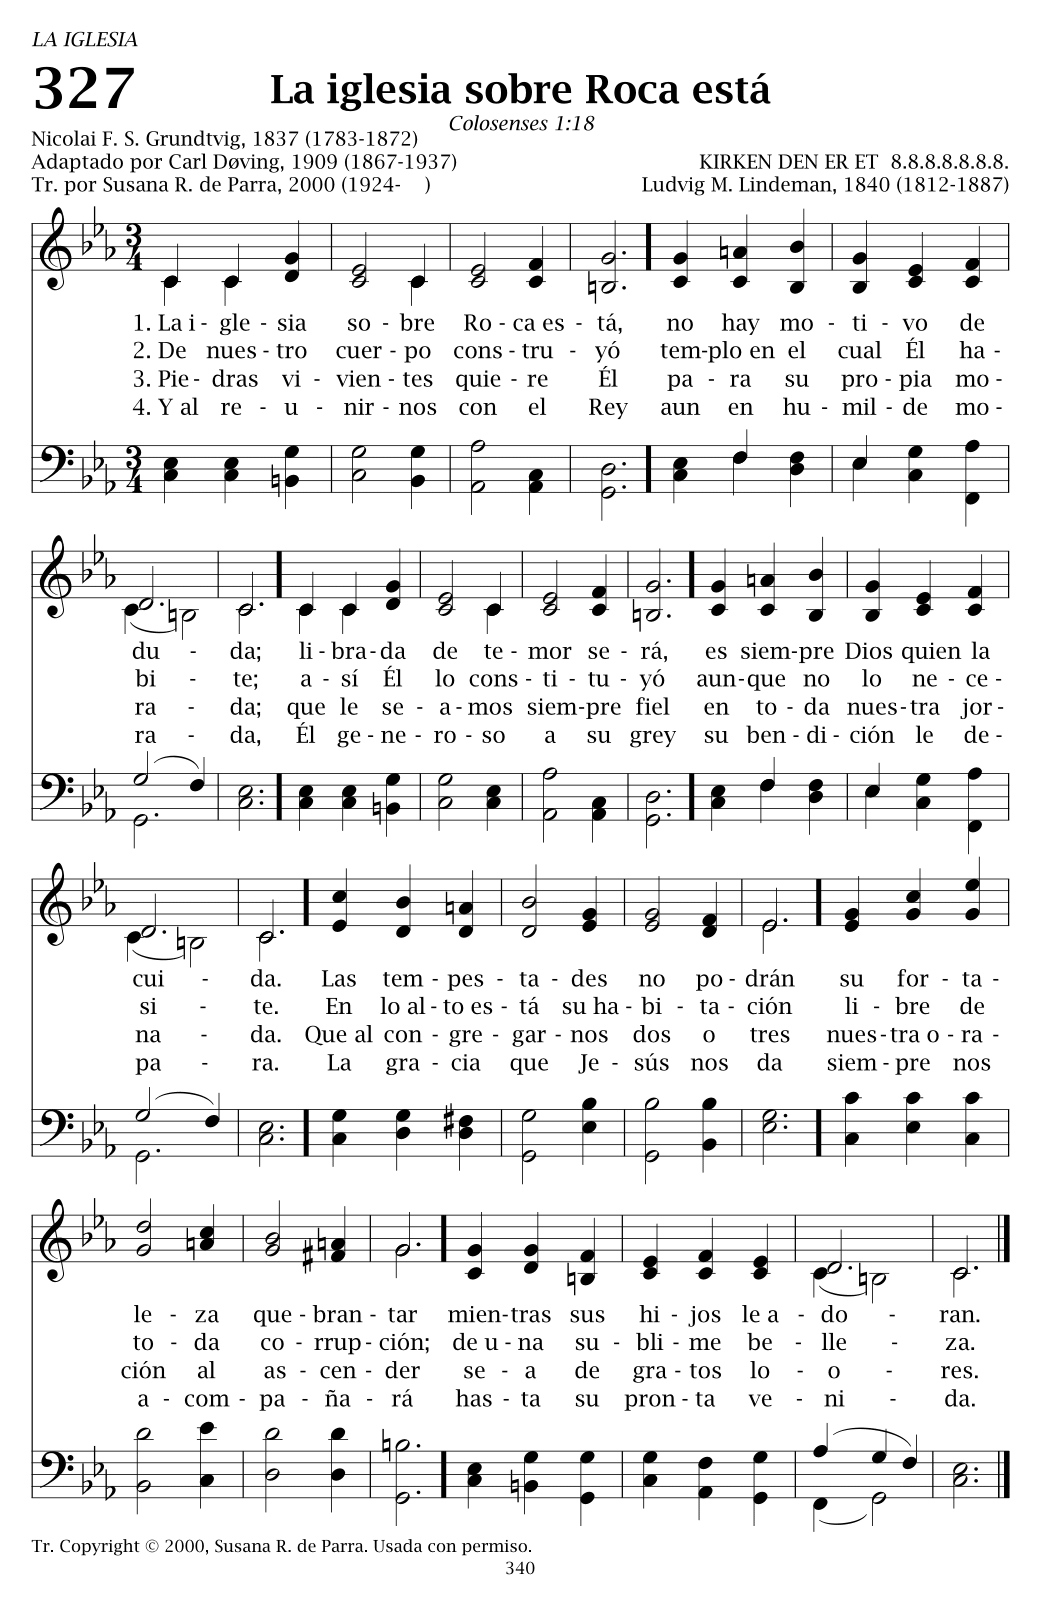 LA IGLESIA
327
La iglesia sobre Roca está
Colosenses 1:18
Nicolai F. S. Grundtvig, 1837 (1783-1872)
Adaptado por Carl Døving, 1909 (1867-1937)
KIRKEN DEN ER ET 8.8.8.8.8.8.8.
Tr. por Susana R. de Parra, 2000 (1924- )
Ludvig M. Lindeman, 1840 (1812-1887)
3 4
1. La i - gle - sia so - bre Ro - ca es - tá, no hay mo - ti - vo de
2. De nues - tro cuer - po cons - tru - yó tem-plo en el cual Él ha -
3. Pie - dras vi - vien - tes quie - re Él pa - ra su pro - pia mo -
4. Y al re - u - nir - nos con el Rey aun en hu - mil - de mo -
3 4
du - da; li - bra-da de te - mor se - rá, es siem-pre Dios quien la
bi - te; a - sí Él lo cons - ti - tu - yó aun-que no lo ne - ce -
ra - da; que le se - a - mos siem-pre fiel en to - da nues-tra jor -
ra - da, Él ge - ne - ro - so a su grey su ben - di - ción le de -
cui - da. Las tem - pes - ta - des no po - drán su for - ta -
si - te. En lo al - to es - tá su ha - bi - ta - ción li - bre de
na - da. Que al con - gre - gar - nos dos o tres nues-tra o - ra -
pa - ra. La gra - cia que Je - sús nos da siem - pre nos
le - za que - bran - tar mien-tras sus hi - jos le a - do - ran.
to - da co - rrup - ción; de u - na su - bli - me be - lle - za.
ción al as - cen - der se - a de gra - tos lo - o - res.
a - com - pa - ña - rá has - ta su pron - ta ve - ni - da.
Tr. Copyright © 2000, Susana R. de Parra. Usada con permiso.
340